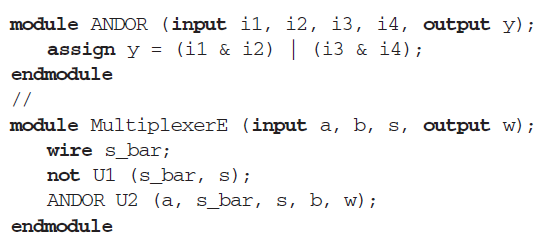 module ANDOR (input i1, i2, i3, i4, output y);
assign y = (i1 & i2) | (i3 & i4);
endmodule
//
module MultiplexerE (input a, b, s, output w);
wire s_bar;
not U1 (s_bar, s);
ANDOR U2 (a, s_bar, s, b, w);
endmodule